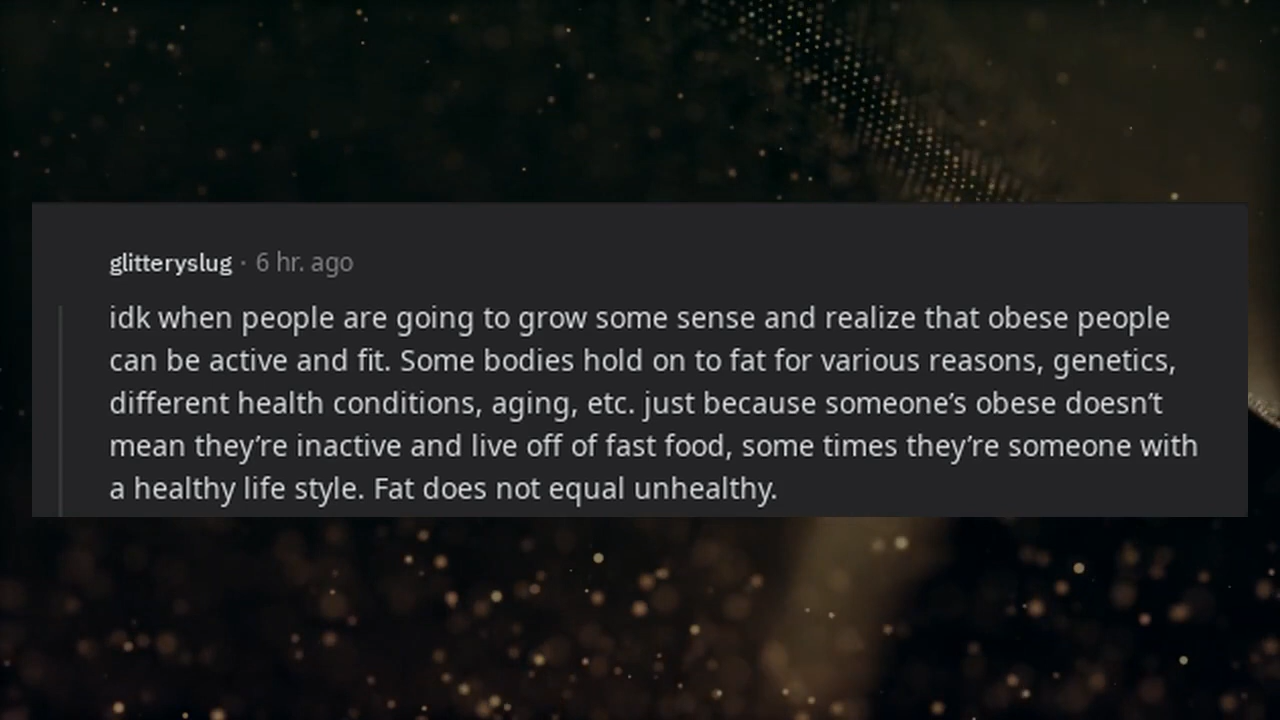 glitteryslug · 6 hr. ago
idk when people are going to grow some sense and realize that obese people
can be active and fit. Some bodies hold on to fat for various reasons, genetics,
different health conditions, aging, etc. just because someone’s obese doesn’t
mean they’re inactive and live off of fast food, some times they’re someone with
a healthy life style. Fat does not equal unhealthy.